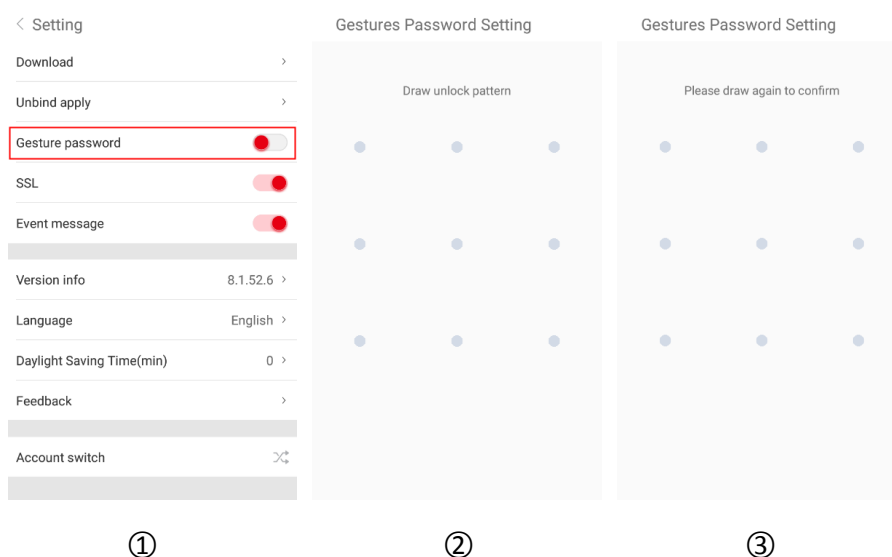 Setting
Download
Unbind apply
Gesture password
SSL
Event message
Version info 8.1.52.6
Language English
Daylight Saving Time(min) 0
Feedback
Account switch
①
Gestures Password Setting
Draw unlock pattern
②
Gestures Password Setting
Please draw again to confirm
③